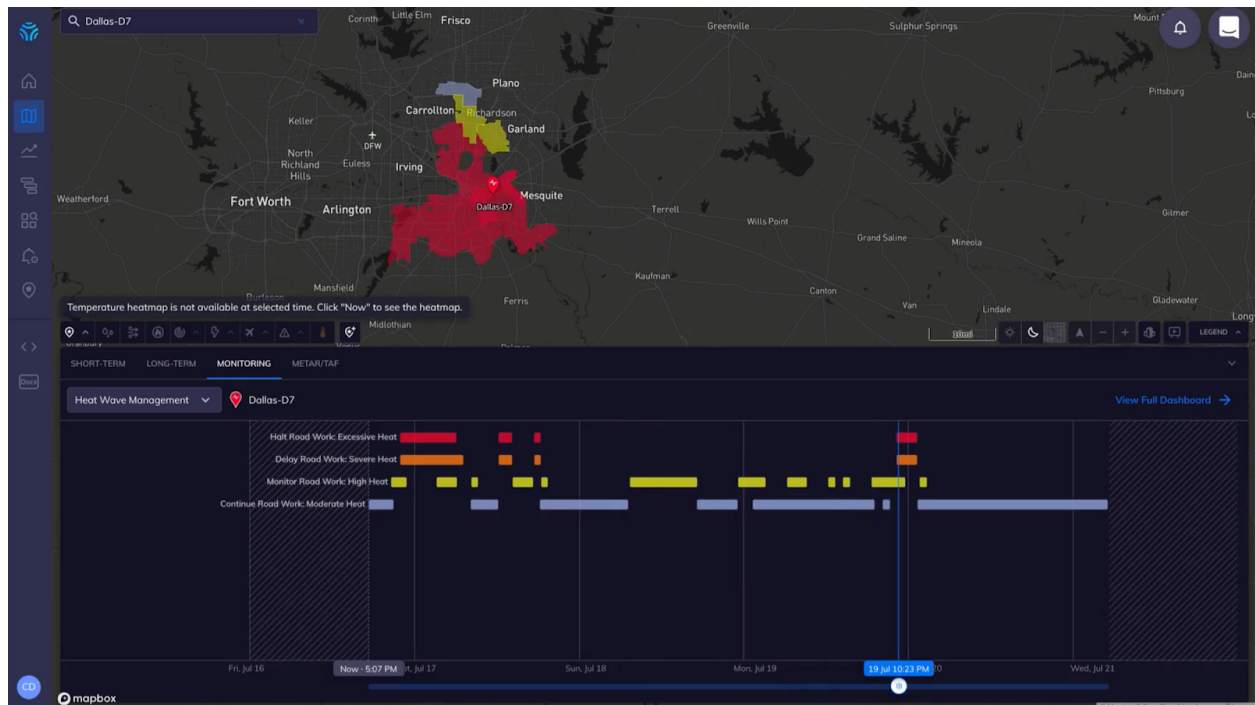 Dallas-D7
Corinth
Little Elm
Frisco
Greenville
Sulphur Springs
Mount
Plano
Pittsburg
Carrollton
Richardson
Garland
Keller
DFW
North
Richland
Hills
Euless
Irving
Weatherford
Fort Worth
Arlington
Mesquite
Dallas-D7
Terrell
Wills Point
Gilmer
Grand Saline
Mineola
Kaufman
Mansfield
Canton
Ferris
Van
Lindale
Gladewater
Temperature heatmap is not available at selected time. Click "Now" to see the heatmap.
Midlothian
10mi
LEGEND
SHORT-TERM LONG-TERM MONITORING METAR/TAF
Docs
Heat Wave Management Dallas-D7 View Full Dashboard
Halt Road Work: Excessive Heat
Delay Road Work: Severe Heat
Monitor Road Work: High Heat
Continue Road Work: Moderate Heat
Fri, Jul 16 Now - 5:07 PM Jul 17 Sun, Jul 18 Mon, Jul 19 19 Jul 10:23 PM Wed, Jul 21
CD
mapbox